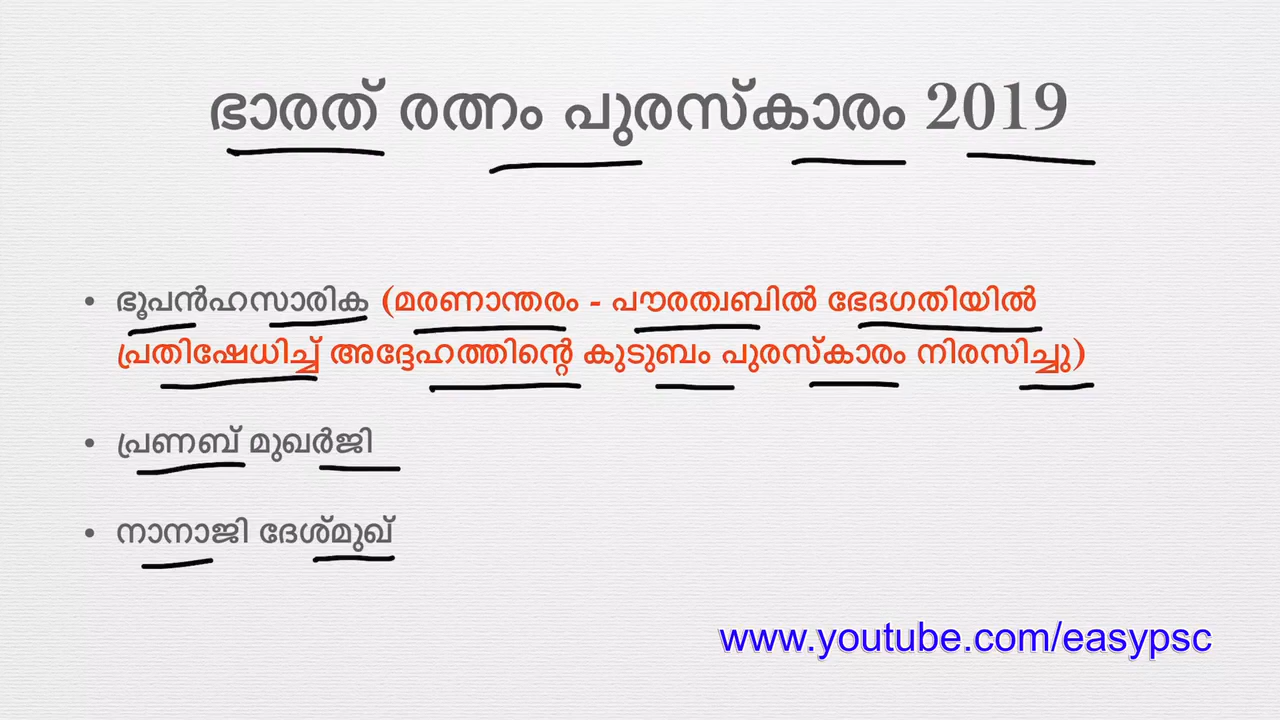 ഭാരത് രത്നം പുരസ്കാരം 2019
• ഭൂപൻഹസാരിക (മരണാന്തരം - പൗരത്വബിൽ ഭേദഗതിയിൽ
പ്രതിഷേധിച്ച് അദ്ദേഹത്തിന്റെ കുടുബം പുരസ്കാരം നിരസിച്ചു)
• പ്രണബ് മുഖർജി
• നാനാജി ദേശ്മുഖ്
www.youtube.com/easypsc